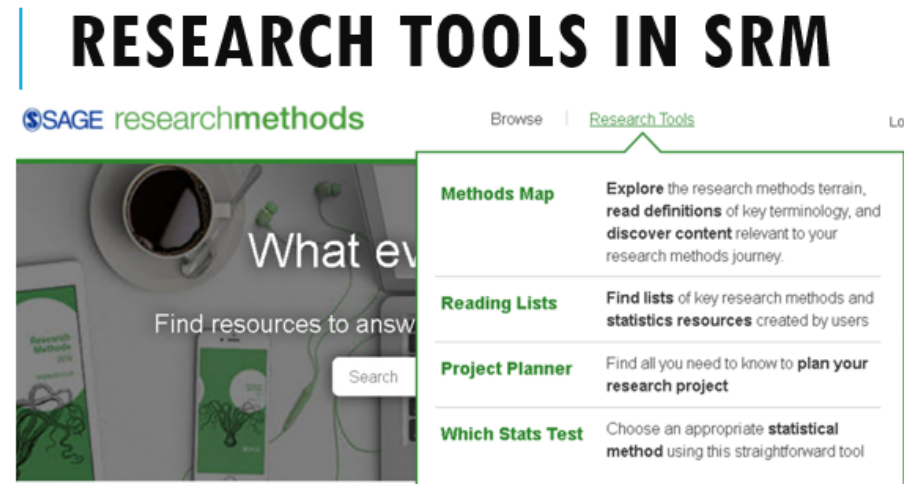 RESEARCH TOOLS IN SRM
SAGE researchmethods
Browse
Research Tools
Lo
What ev
Find resources to answ
Search
Research
Methods
Methods Map
Explore the research methods terrain,
read definitions of key terminology, and
discover content relevant to your
research methods journey.
Reading Lists
Find lists of key research methods and
statistics resources created by users
Project Planner
Find all you need to know to plan your
research project
Which Stats Test
Choose an appropriate statistical
method using this straightforward tool